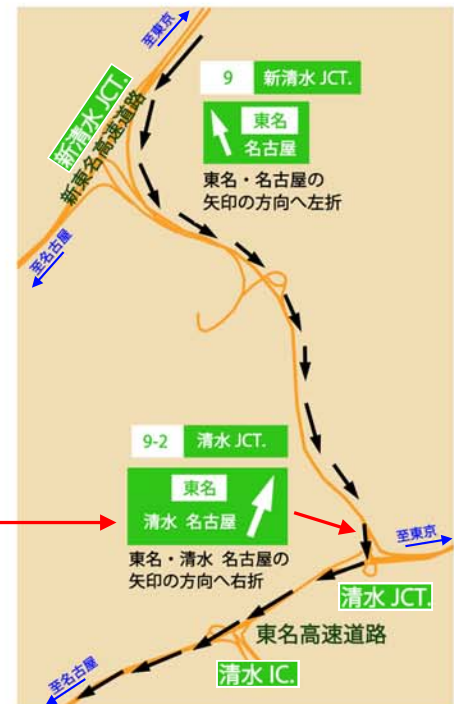 至東京
9 新清水 JCT.
新清水 JCT.
新東名高速道路
東名
名古屋
東名・名古屋の
矢印の方向へ左折
至名古屋
9-2 清水 JCT.
東名
清水 名古屋
東名・清水 名古屋の
矢印の方向へ右折
至東京
清水 JCT.
東名高速道路
清水 IC.
至名古屋